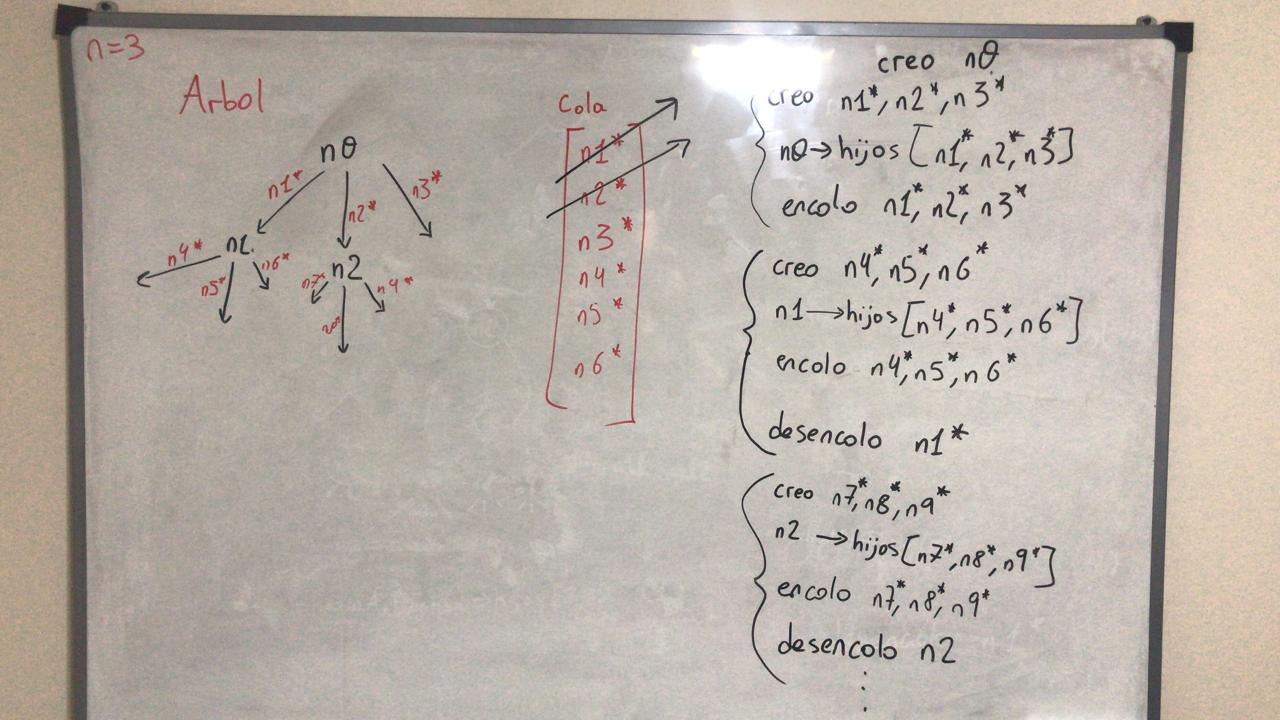 n=3
Arbol
nθ
n1* n2* n3*
n1. n2
n4* n5* n6* n7* n4*
Cola
n1*
n2*
n3*
n4*
n5*
n6*
creo nθ
creo n1*, n2*, n3*
nθ→hijos [n1*, n2*, n3*]
encolo n1*, n2*, n3*
creo n4*, n5*, n6*
n1→hijos [n4*, n5*, n6*]
encolo n4*, n5*, n6*
desencolo n1*
creo n7*, n8*, n9*
n2 →hijos [n7*, n8*, n9*]
encolo n7*, n8*, n9*
desencolo n2
⋮